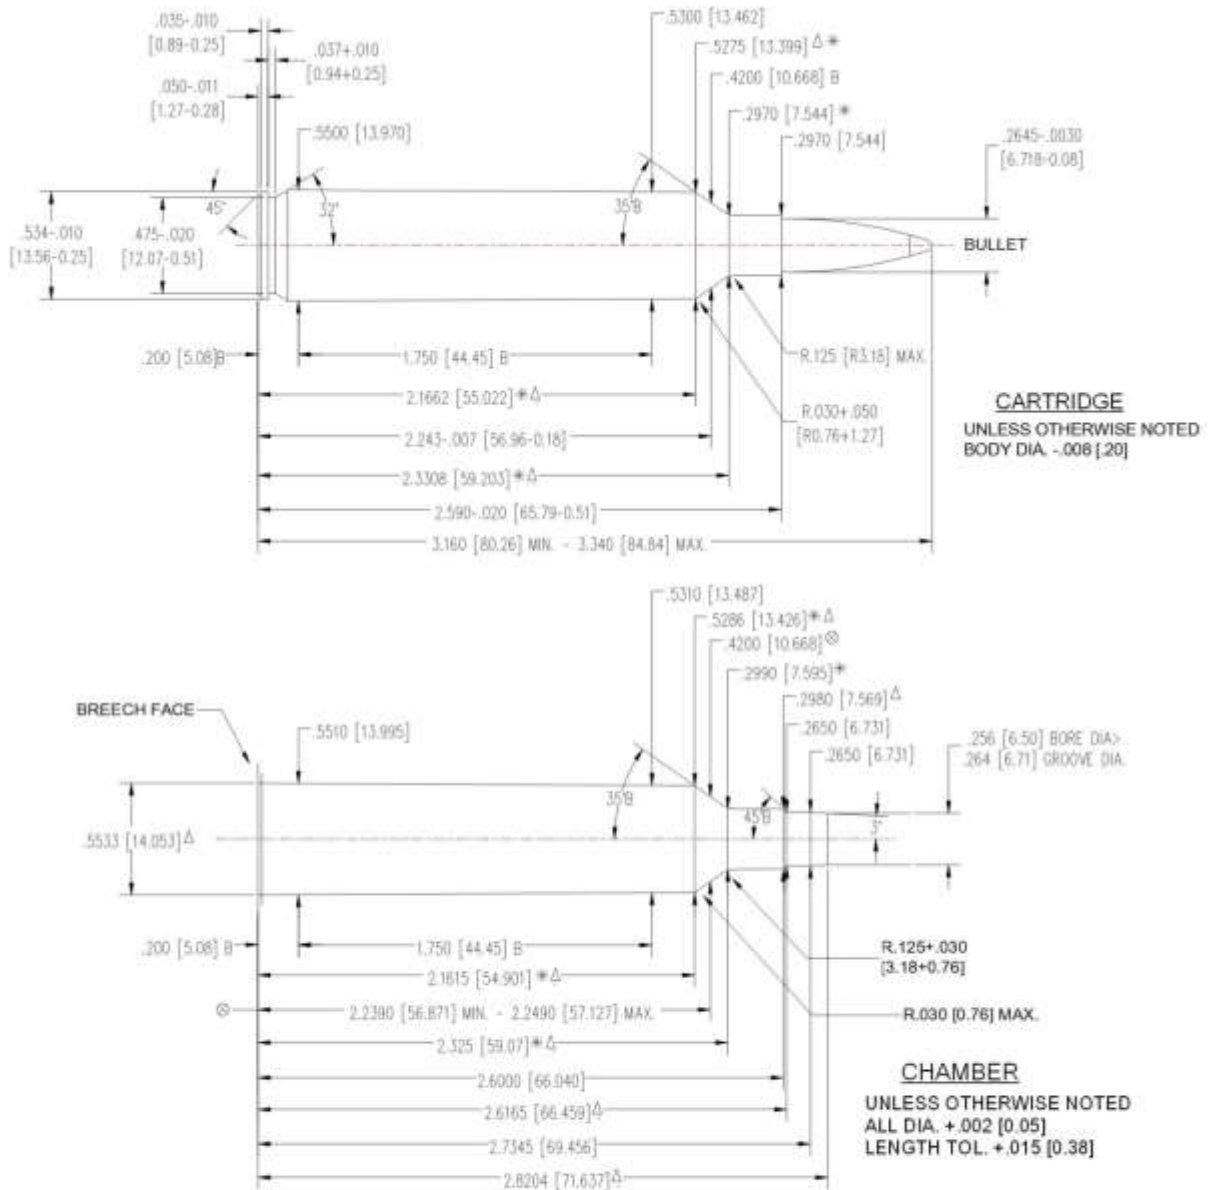 .035-.010
[0.89-0.25]
.037+.010
[0.94+0.25]
.050-.011
[1.27-0.28]
.5500 [13.970]
.5300 [13.462]
.5275 [13.399] Δ *
.4200 [10.668] B
.2970 [7.544] *
.2970 [7.544]
.2645-.0030
[6.718-0.08]
45°
32°
35°B
.534-.010
[13.56-0.25]
.475-.020
[12.07-0.51]
BULLET
.200 [5.08]B
1.750 [44.45] B
R.125 [R3.18] MAX.
2.1662 [55.022]*Δ
R.030+.050
[R0.76+1.27]
2.243-.007 [56.96-0.18]
2.3308 [59.203]*Δ
2.590-.020 [65.79-0.51]
3.160 [80.26] MIN. - 3.340 [84.84] MAX.
CARTRIDGE
UNLESS OTHERWISE NOTED
BODY DIA. -.008 [.20]
.5310 [13.487]
.5286 [13.426]*Δ
.4200 [10.668]⊗
.2990 [7.595]*
.2980 [7.569]Δ
.2650 [6.731]
.2650 [6.731]
BREECH FACE
.5510 [13.995]
.256 [6.50] BORE DIA>
.264 [6.71] GROOVE DIA.
35°B
45°B
3°
.5533 [14.053]Δ
.200 [5.08] B
1.750 [44.45] B
R.125+.030
[3.18+0.76]
2.1615 [54.901] *Δ
⊗ 2.2390 [56.871] MIN. - 2.2490 [57.127] MAX.
R.030 [0.76] MAX.
2.325 [59.07]*Δ
2.6000 [66.040]
2.6165 [66.459]Δ
2.7345 [69.456]
2.8204 [71.637]Δ
CHAMBER
UNLESS OTHERWISE NOTED
ALL DIA. +.002 [0.05]
LENGTH TOL. +.015 [0.38]